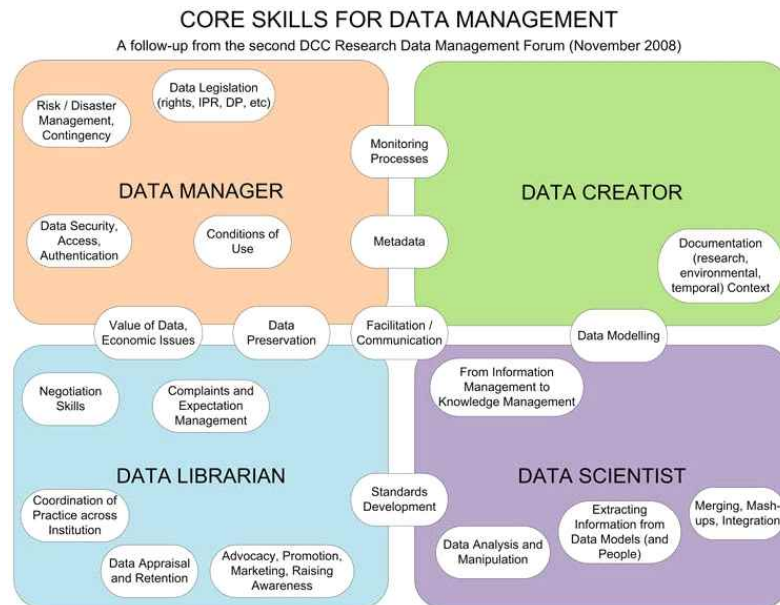 CORE SKILLS FOR DATA MANAGEMENT
A follow-up from the second DCC Research Data Management Forum (November 2008)
Risk / Disaster
Management,
Contingency
Data Legislation
(rights, IPR, DP, etc)
Monitoring
Processes
DATA MANAGER
DATA CREATOR
Data Security,
Access,
Authentication
Conditions of
Use
Metadata
Documentation
(research,
environmental,
temporal) Context
Value of Data,
Economic Issues
Data
Preservation
Facilitation /
Communication
Data Modelling
Negotiation
Skills
Complaints and
Expectation
Management
From Information
Management to
Knowledge Management
DATA LIBRARIAN
DATA SCIENTIST
Coordination of
Practice across
Institution
Standards
Development
Data Appraisal
and Retention
Advocacy, Promotion,
Marketing, Raising
Awareness
Data Analysis and
Manipulation
Extracting
Information from
Data Models (and
People)
Merging, Mash-
ups, Integration